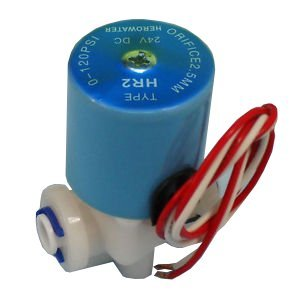 ORIFICE2.5MM
HEROWATER
24V DC
0-120PSI
HR2
TYPE